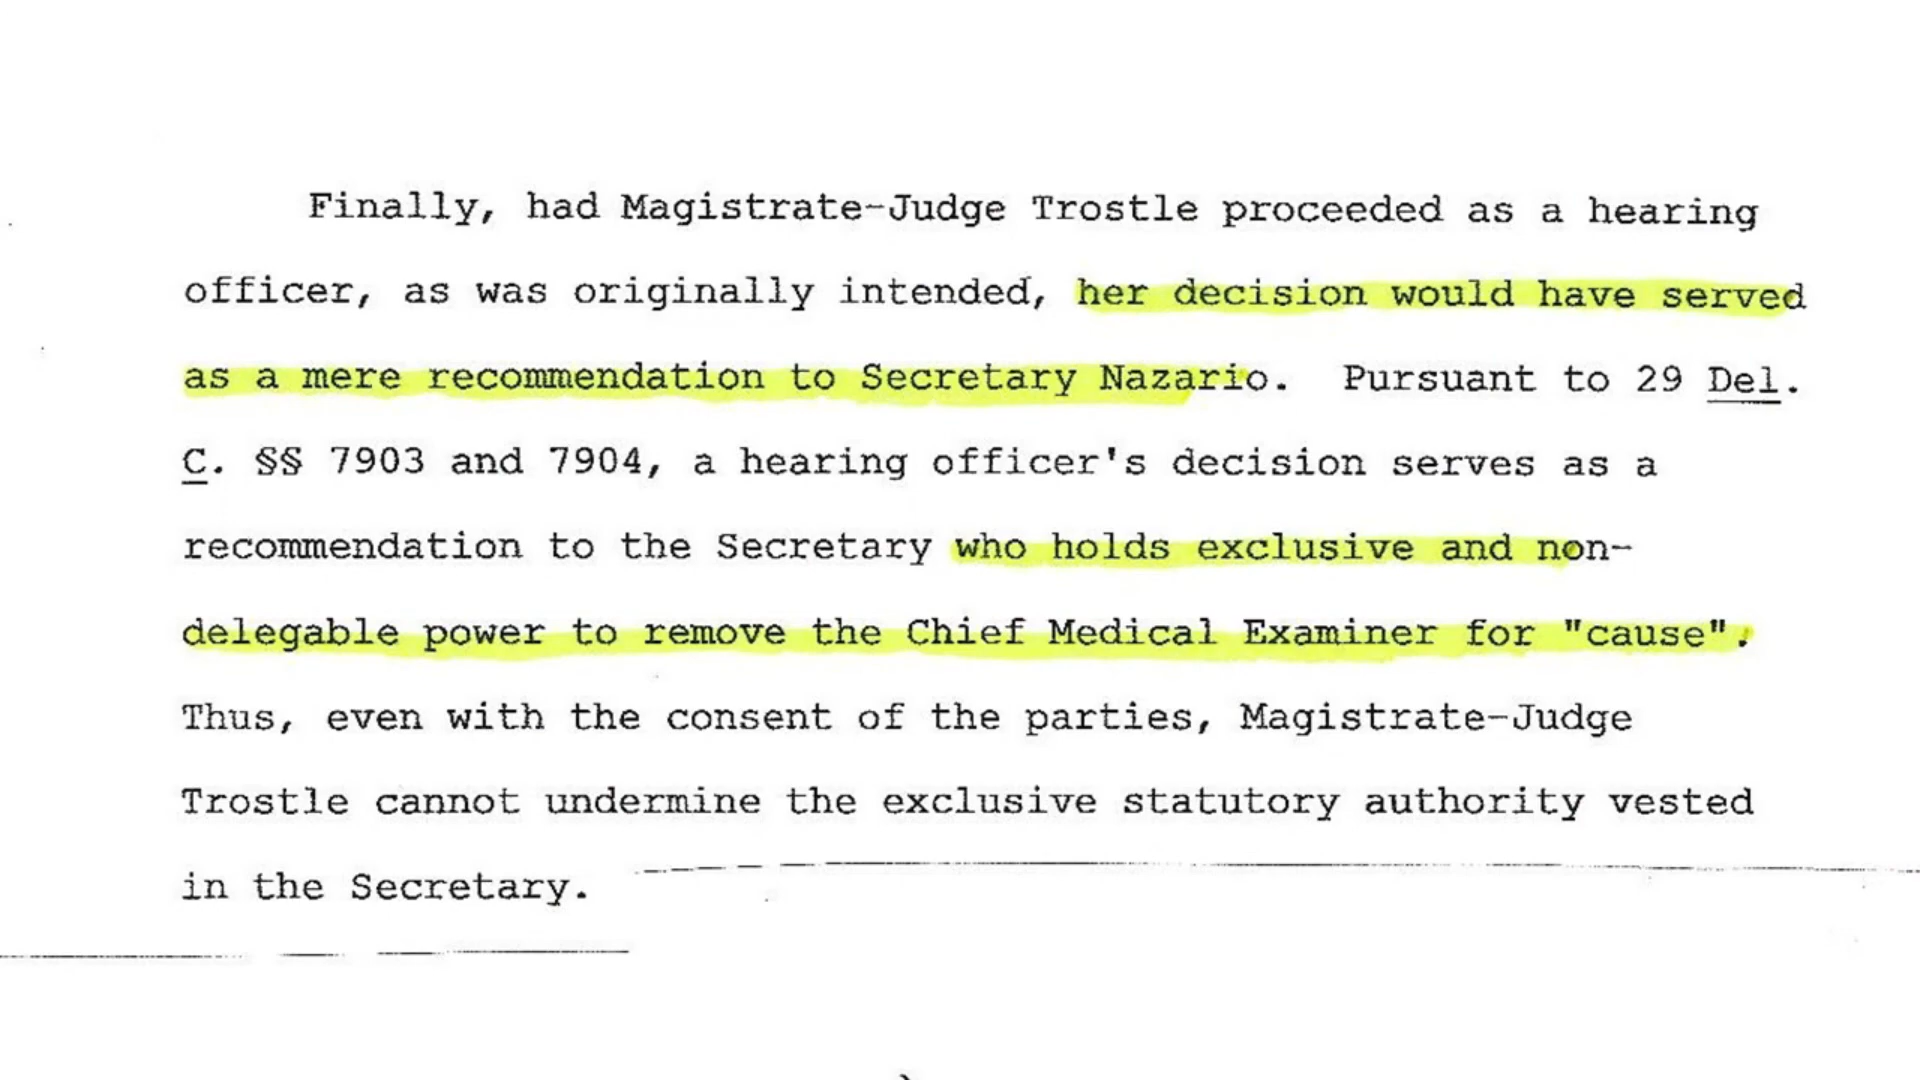 Finally, had Magistrate-Judge Trostle proceeded as a hearing
officer, as was originally intended, her decision would have served
as a mere recommendation to Secretary Nazario. Pursuant to 29 Del.
C. §§ 7903 and 7904, a hearing officer's decision serves as a
recommendation to the Secretary who holds exclusive and non-
delegable power to remove the Chief Medical Examiner for "cause".
Thus, even with the consent of the parties, Magistrate-Judge
Trostle cannot undermine the exclusive statutory authority vested
in the Secretary.